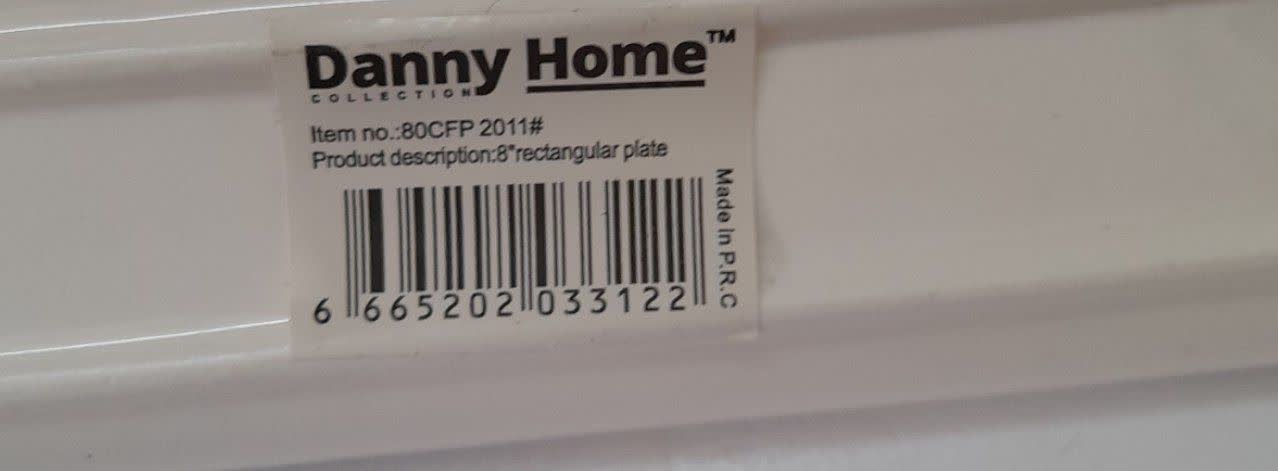 Danny Home™
COLLECTION
Item no.:80CFP 2011#
Product description:8"rectangular plate
Made in P.R.C
6 665202 033122